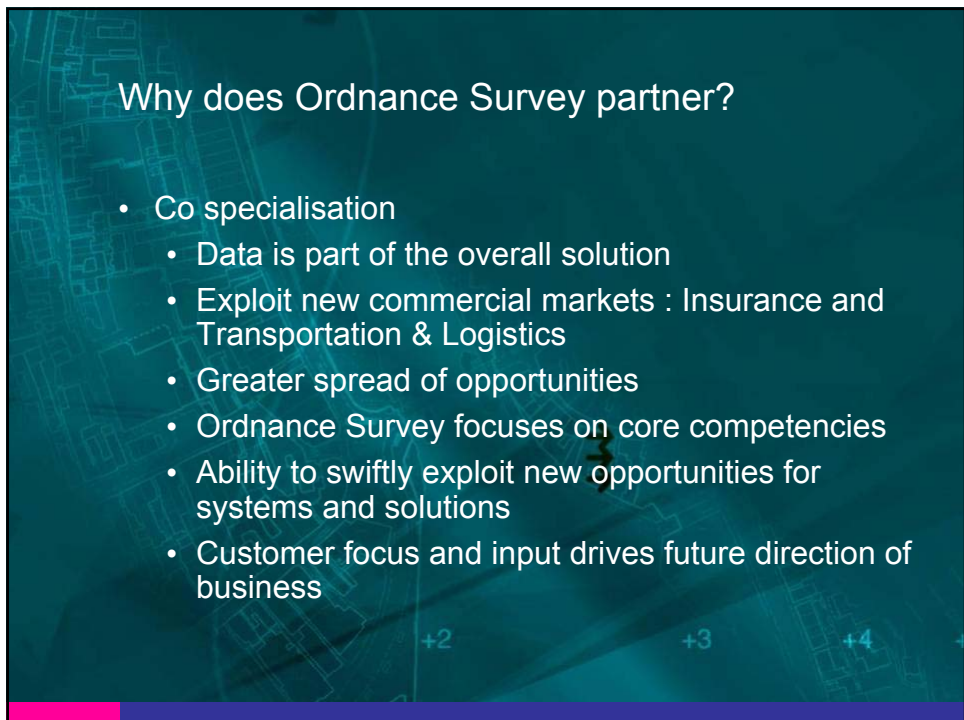 Why does Ordnance Survey partner?
• Co specialisation
• Data is part of the overall solution
• Exploit new commercial markets : Insurance and
Transportation & Logistics
• Greater spread of opportunities
• Ordnance Survey focuses on core competencies
• Ability to swiftly exploit new opportunities for
systems and solutions
• Customer focus and input drives future direction of
business
+2 +3 +4